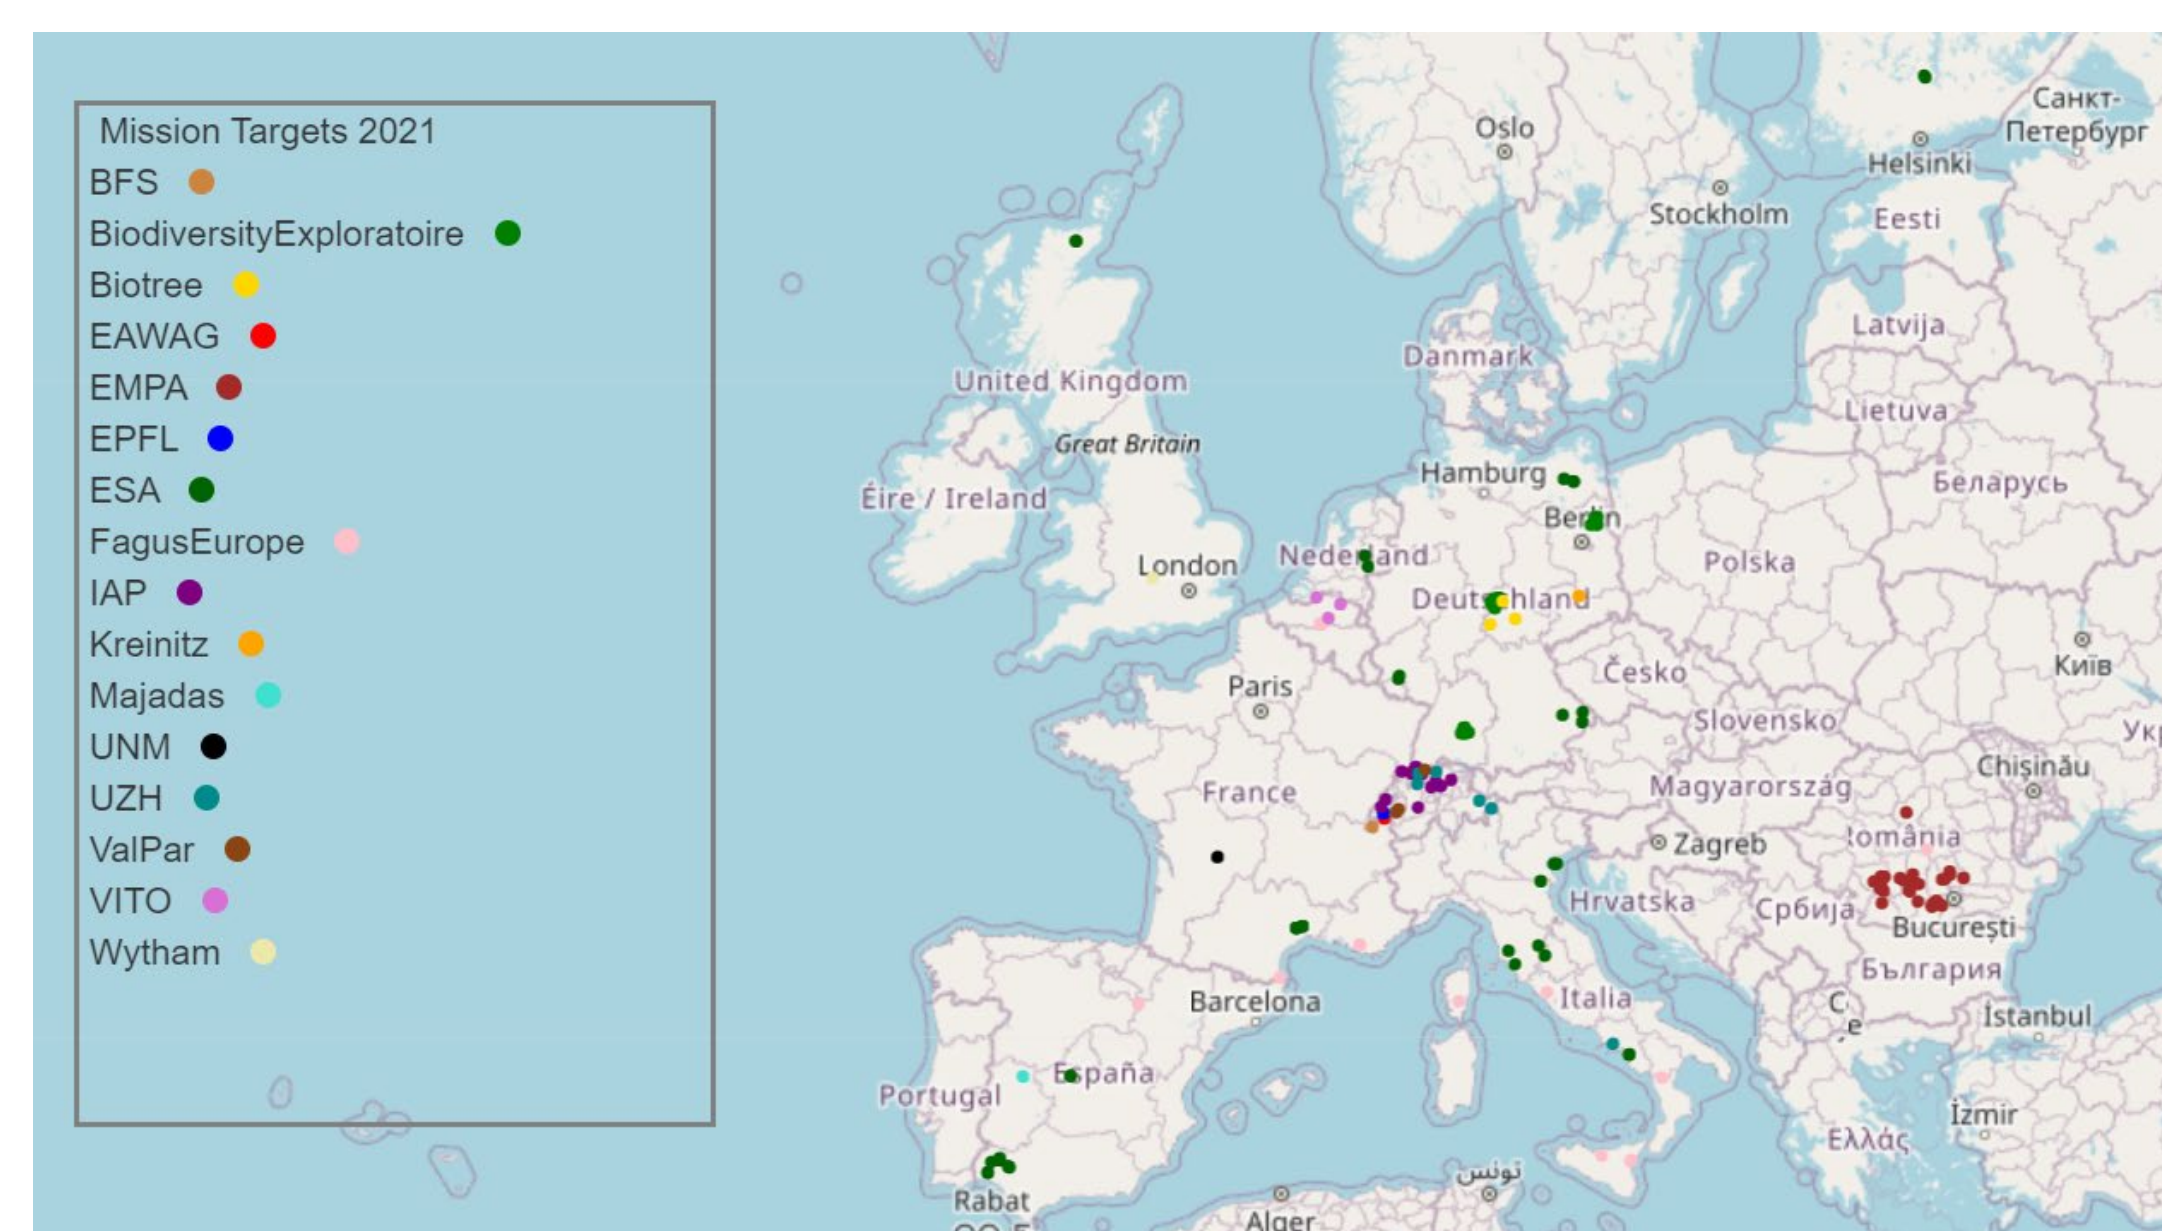 Mission Targets 2021
BFS
BiodiversityExploratoire
Biotree
EAWAG
EMPA
EPFL
ESA
FagusEurope
IAP
Kreinitz
Majadas
UNM
UZH
ValPar
VITO
Wytham
Санкт-
Петербург
Oslo
Helsinki
Stockholm
Eesti
Latvija
Danmark
United Kingdom
Lietuva
Great Britain
Hamburg
Беларусь
Éire / Ireland
Berlin
London
Nederland
Polska
Deutschland
Київ
Česko
Paris
Slovensko
Chișinău
France
Magyarország
România
Zagreb
Hrvatska
Србија
București
България
Barcelona
Italia
İstanbul
España
Portugal
İzmir
Ελλάς
تونس
Rabat
Alger